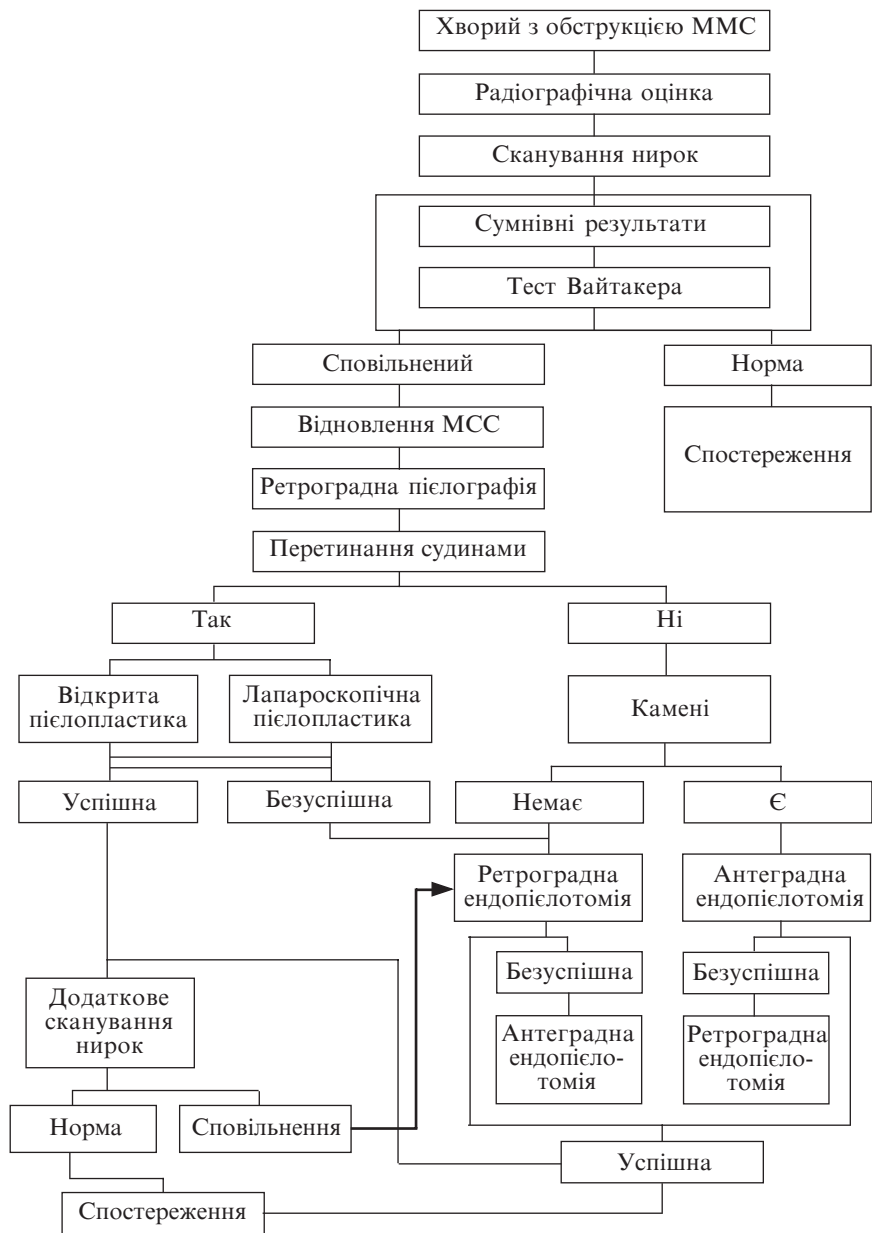 Хворий з обструкцією ММС
Радіографічна оцінка
Сканування нирок
Сумнівні результати
Тест Вайтакера
Сповільнений
Норма
Відновлення МСС
Спостереження
Ретроградна пієлографія
Перетинання судинами
Так
Ні
Відкрита
пієлопластика
Лапароскопічна
пієлопластика
Камені
Успішна
Безуспішна
Немає
Є
Ретроградна
ендопієлотомія
Антеградна
ендопієлотомія
Безуспішна
Безуспішна
Додаткове
сканування
нирок
Антеградна
ендопієло-
томія
Ретроградна
ендопієло-
томія
Норма
Сповільнення
Успішна
Спостереження